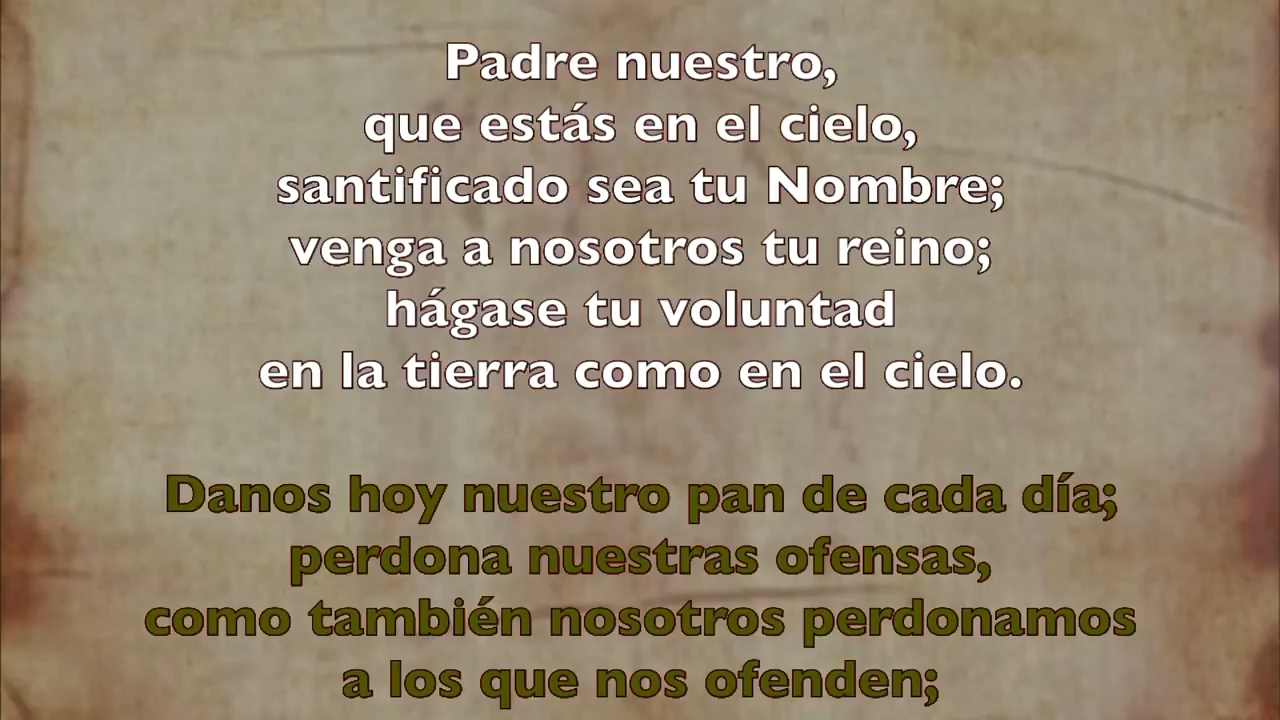 Padre nuestro,
que estás en el cielo,
santificado sea tu Nombre;
venga a nosotros tu reino;
hágase tu voluntad
en la tierra como en el cielo.
Danos hoy nuestro pan de cada día;
perdona nuestras ofensas,
como también nosotros perdonamos
a los que nos ofenden;